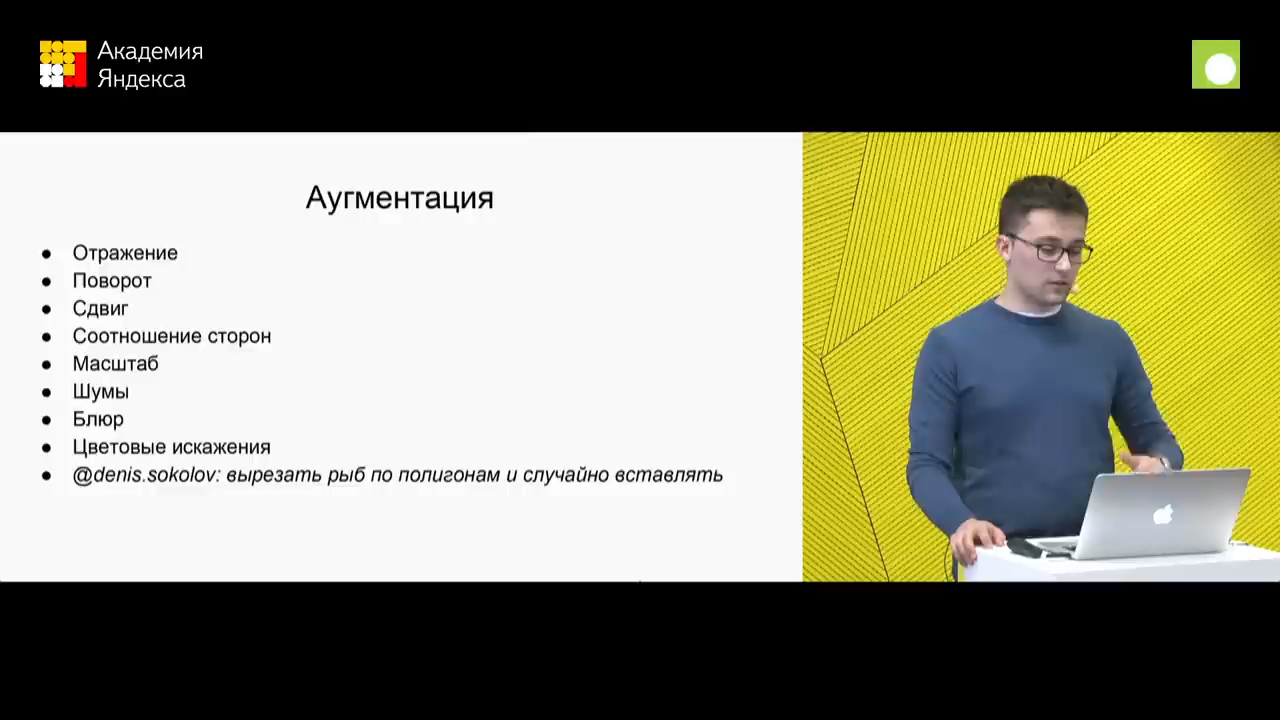 Академия
Яндекса
Аугментация
● Отражение
● Поворот
● Сдвиг
● Соотношение сторон
● Масштаб
● Шумы
● Блюр
● Цветовые искажения
● @denis.sokolov: вырезать рыб по полигонам и случайно вставлять